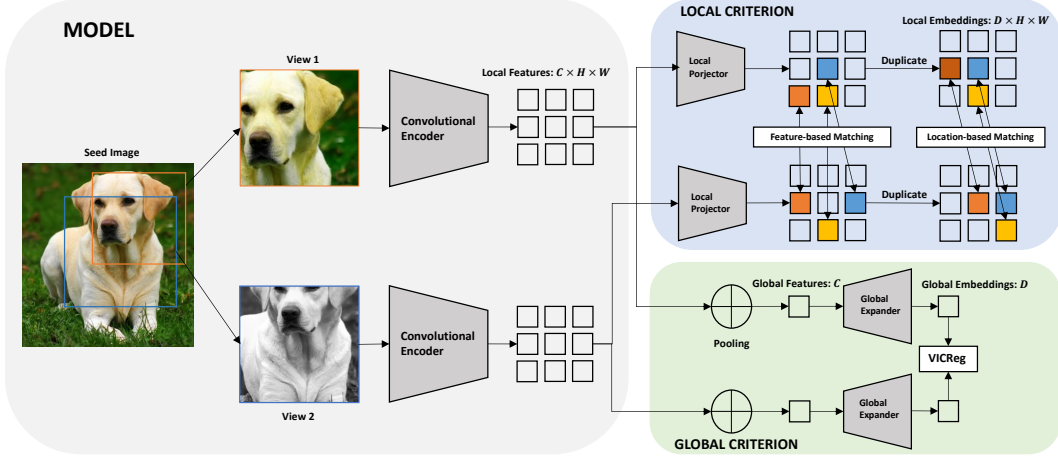 MODEL
Seed Image
View 1
Convolutional
Encoder
Local Features: C × H × W
View 2
Convolutional
Encoder
LOCAL CRITERION
Local Embeddings: D × H × W
Local
Porjector
Duplicate
Feature-based Matching
Location-based Matching
Local
Projector
Duplicate
Global Features: C
Global
Expander
Global Embeddings: D
Pooling
VICReg
Global
Expander
GLOBAL CRITERION